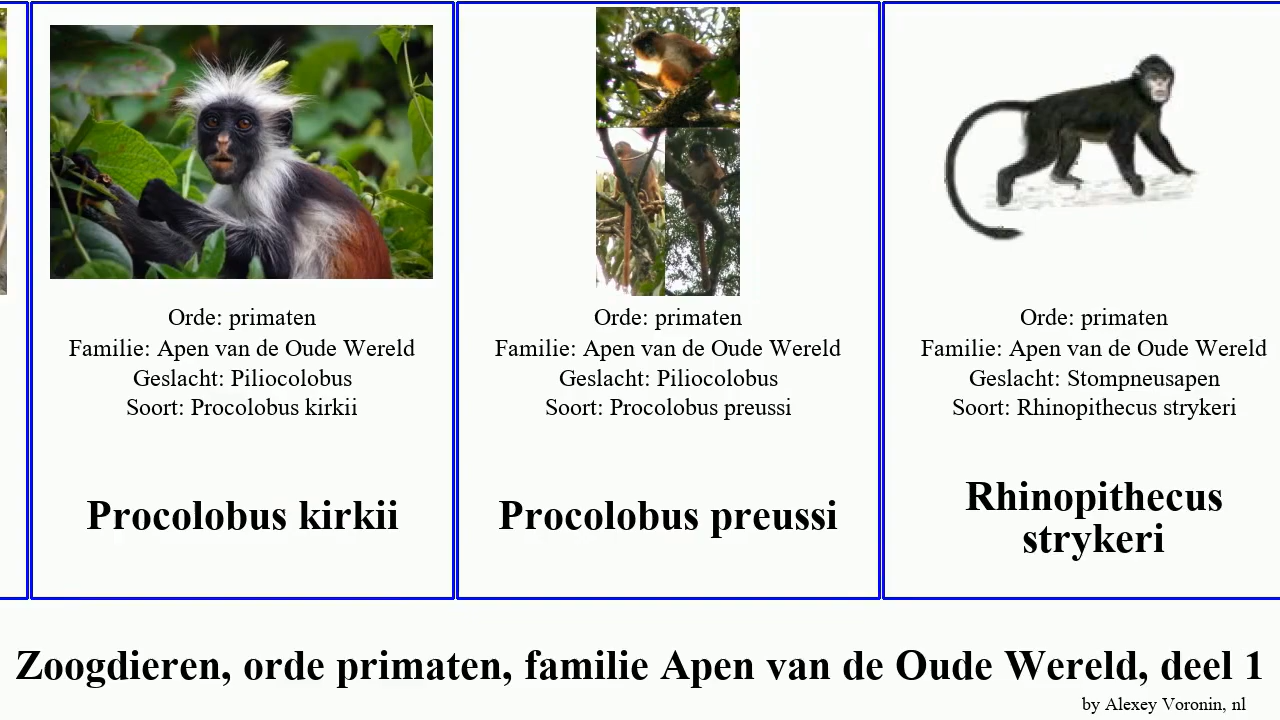 Orde: primaten
Familie: Apen van de Oude Wereld
Geslacht: Piliocolobus
Soort: Procolobus kirkii
Procolobus kirkii
Orde: primaten
Familie: Apen van de Oude Wereld
Geslacht: Piliocolobus
Soort: Procolobus preussi
Procolobus preussi
Orde: primaten
Familie: Apen van de Oude Wereld
Geslacht: Stompneusapen
Soort: Rhinopithecus strykeri
Rhinopithecus
strykeri
Zoogdieren, orde primaten, familie Apen van de Oude Wereld, deel 1
by Alexey Voronin, nl